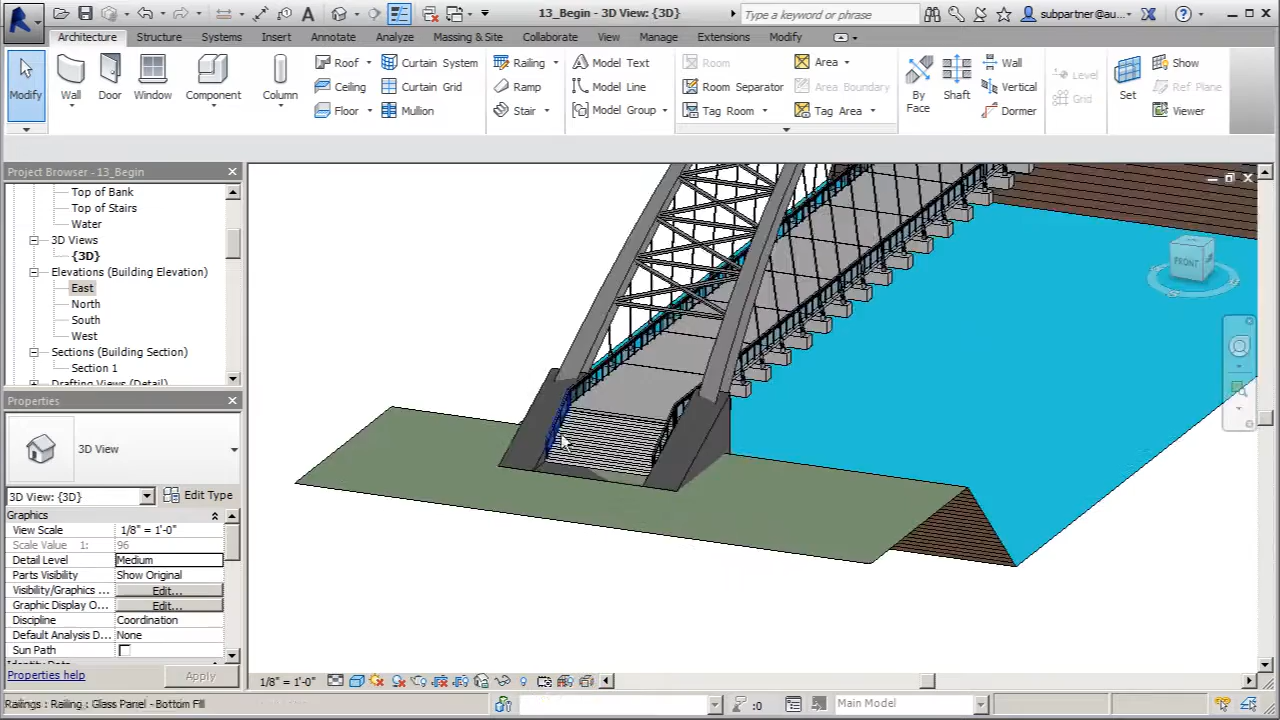 13_Begin - 3D View: {3D}
Type a keyword or phrase
subpartner@au...
Architecture Structure Systems Insert Annotate Analyze Massing & Site Collaborate View Manage Extensions Modify
Modify
Wall
Door
Window
Component
Column
Roof
Ceiling
Floor
Curtain System
Curtain Grid
Mullion
Railing
Ramp
Stair
Model Text
Model Line
Model Group
Room
Room Separator
Tag Room
Area
Area Boundary
Tag Area
By Face
Shaft
Wall
Vertical
Dormer
Level
Grid
Set
Show
Ref Plane
Viewer
Project Browser - 13_Begin
Top of Bank
Top of Stairs
Water
3D Views
{3D}
Elevations (Building Elevation)
East
North
South
West
Sections (Building Section)
Section 1
Drafting Views (Detail)
Properties
3D View
3D View: {3D} Edit Type
Graphics
View Scale 1/8" = 1'-0"
Scale Value 1: 96
Detail Level Medium
Parts Visibility Show Original
Visibility/Graphics ... Edit...
Graphic Display O... Edit...
Discipline Coordination
Default Analysis D... None
Sun Path
Identity Data
Properties help Apply
FRONT
1/8" = 1'-0"
Railings : Railing : Glass Panel - Bottom Fill
:0
Main Model